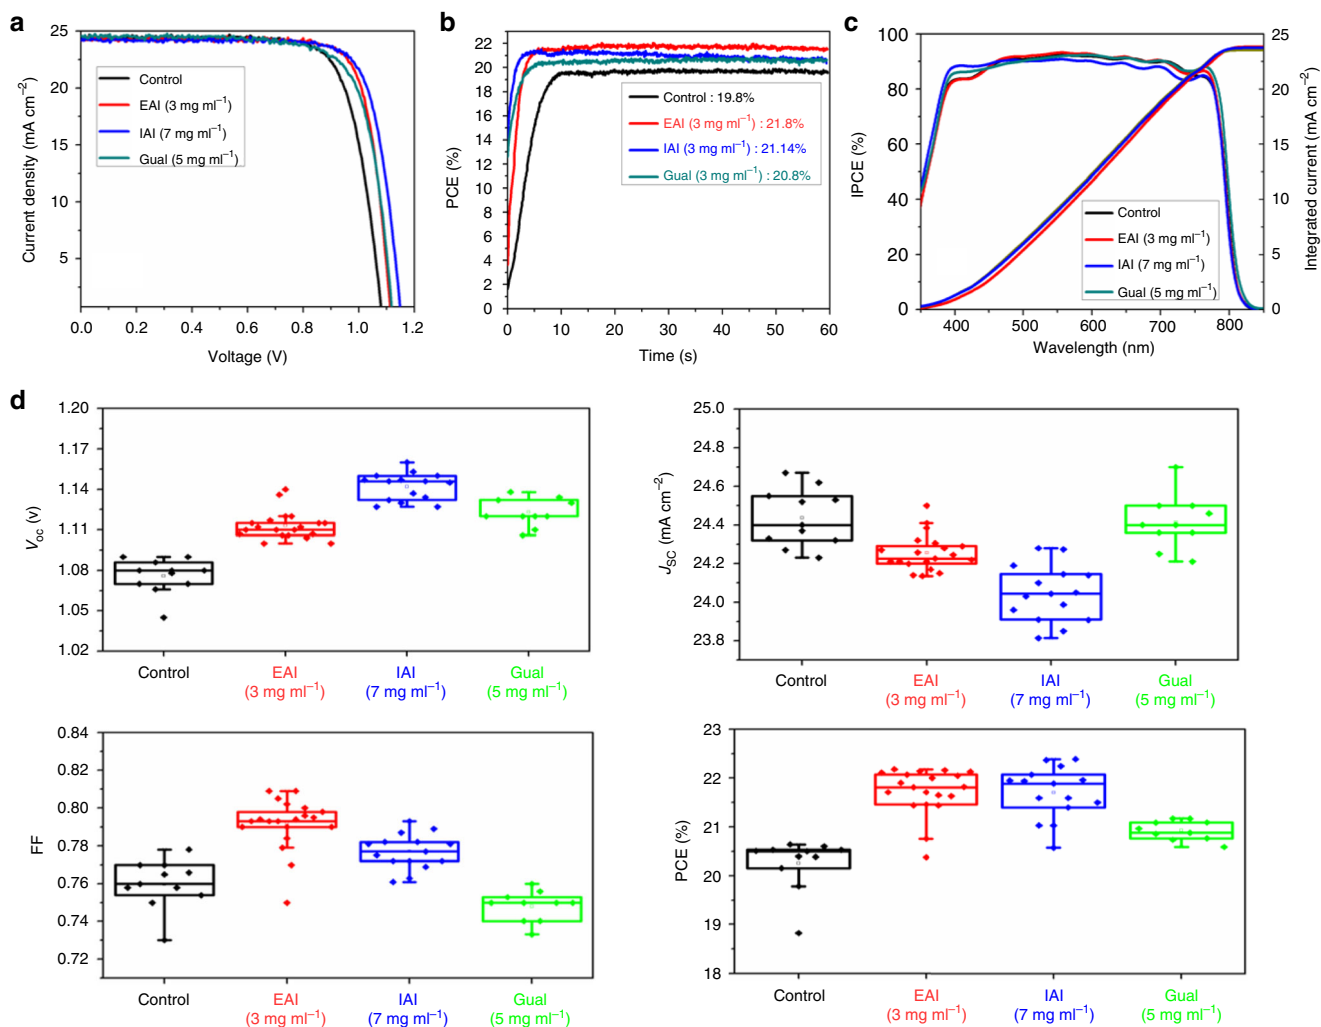 a
25
20
15
10
5
0.0 0.2 0.4 0.6 0.8 1.0 1.2
Current density (mA cm−2)
Voltage (V)
Control
EAI (3 mg ml−1)
IAI (7 mg ml−1)
Gual (5 mg ml−1)
b
22
20
18
16
14
12
10
8
6
4
2
0
0 10 20 30 40 50 60
PCE (%)
Time (s)
Control : 19.8%
EAI (3 mg ml−1) : 21.8%
IAI (3 mg ml−1) : 21.14%
Gual (3 mg ml−1) : 20.8%
c
100
80
60
40
20
0
400 500 600 700 800
25
20
15
10
5
0
IPCE (%)
Wavelength (nm)
Integrated current (mA cm−2)
Control
EAI (3 mg ml−1)
IAI (7 mg ml−1)
Gual (5 mg ml−1)
d
1.20
1.17
1.14
1.11
1.08
1.05
1.02
Voc (v)
Control EAI IAI Gual
(3 mg ml−1) (7 mg ml−1) (5 mg ml−1)
25.0
24.8
24.6
24.4
24.2
24.0
23.8
JSC (mA cm−2)
Control EAI IAI Gual
(3 mg ml−1) (7 mg ml−1) (5 mg ml−1)
0.84
0.82
0.80
0.78
0.76
0.74
0.72
FF
Control EAI IAI Gual
(3 mg ml−1) (7 mg ml−1) (5 mg ml−1)
23
22
21
20
19
18
PCE (%)
Control EAI IAI Gual
(3 mg ml−1) (7 mg ml−1) (5 mg ml−1)